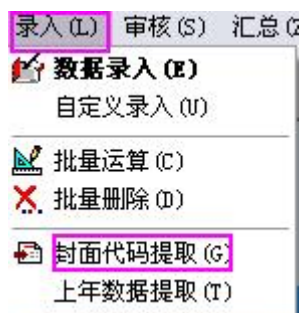 录入(L) 审核(S) 汇总(
数据录入(E)
自定义录入(U)
批量运算(C)
批量删除(D)
封面代码提取(G)
上年数据提取(T)